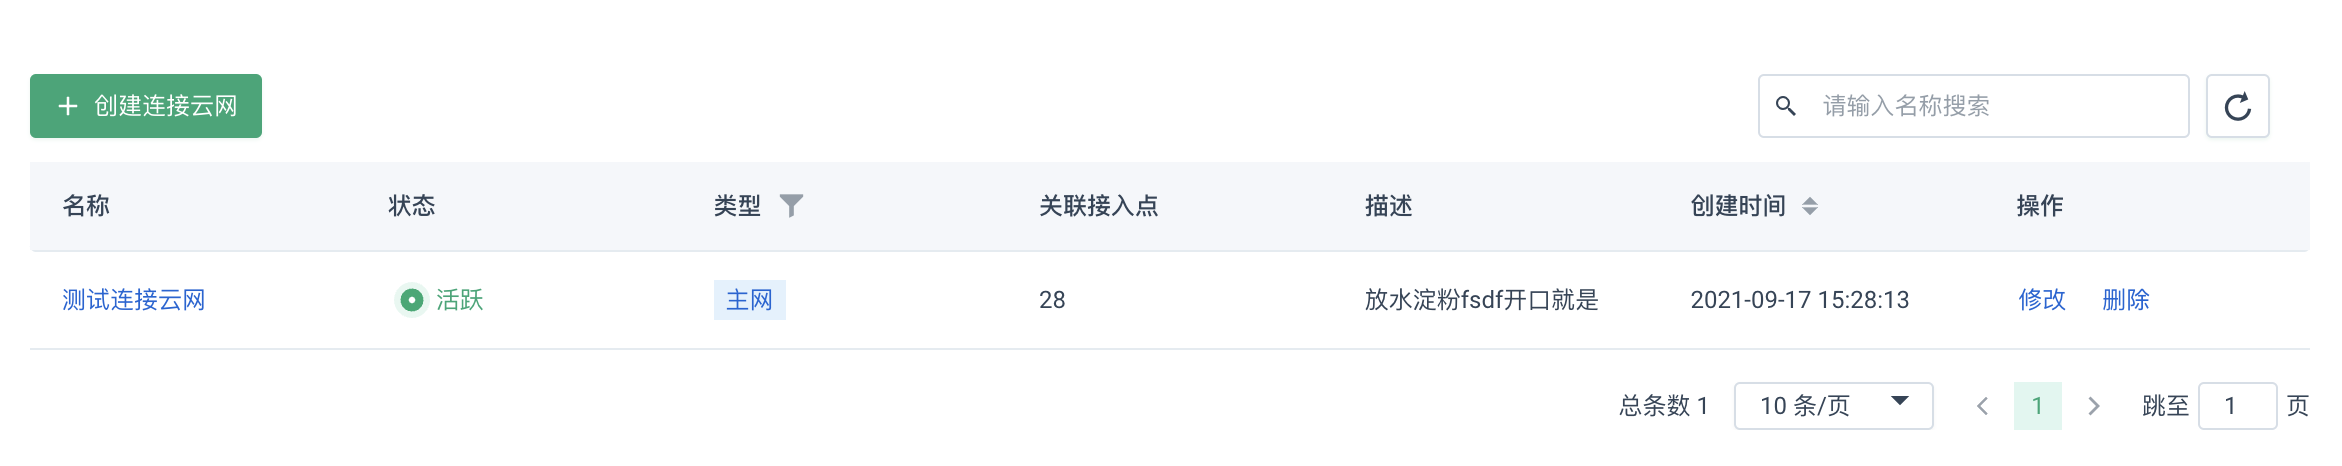 + 创建连接云网 请输入名称搜索
名称 状态 类型 关联接入点 描述 创建时间 操作
测试连接云网 活跃 主网 28 放水淀粉fsdf开口就是 2021-09-17 15:28:13 修改 删除
总条数 1 10 条/页 1 跳至 1 页